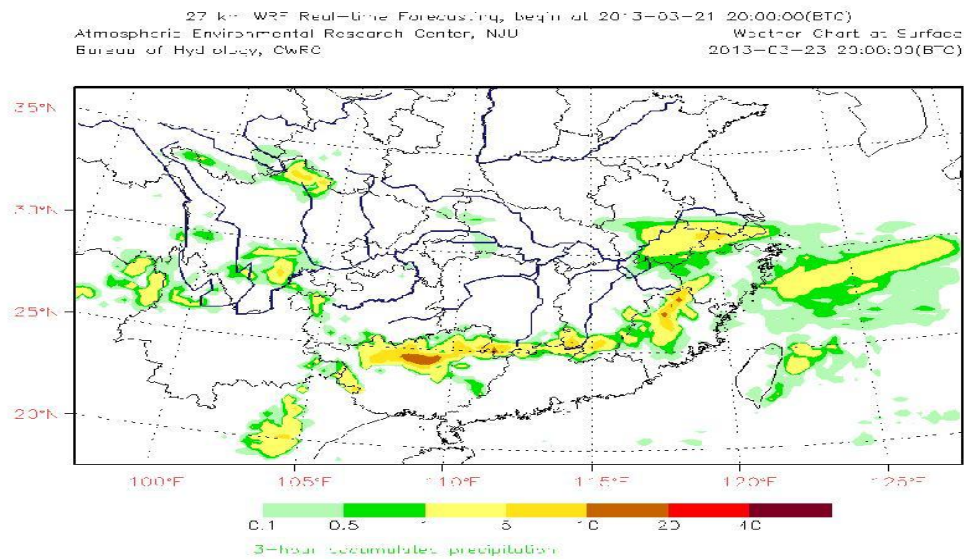 27 km WRF Real-time Forecasting, begin at 2013-03-21 20:00:00(BTC)
Atmospheric Environmental Research Center, NJU Weather Chart at Surface
Bureau of Hydrology, CWRC 2013-03-23 20:00:00(BTC)
35°N
30°N
25°N
20°N
100°E 105°E 110°E 115°E 120°E 125°E
0.1 0.5 1 5 10 20 40
3-hour accumulated precipitation